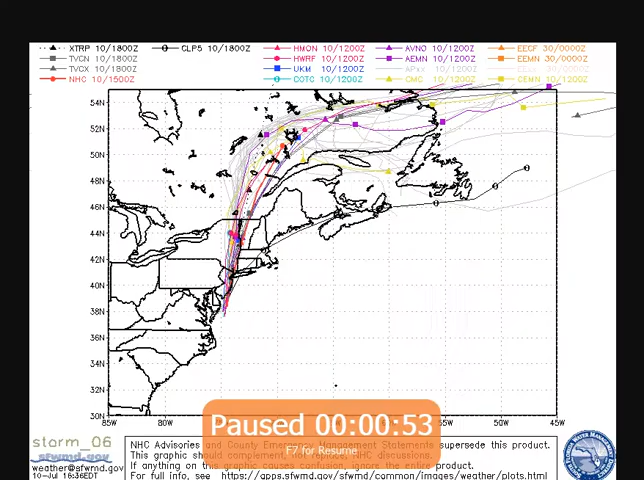 XTRP 10/1800Z CLP5 10/1800Z HMON 10/1200Z AVNO 10/1200Z EECF 30/0000Z
TVCN 10/1800Z HWRF 10/1200Z AEMN 10/1200Z EEMN 30/0000Z
TVCX 10/1800Z UKM 10/1200Z
NHC 10/1500Z COTC 10/1200Z CMC 10/1200Z CEMN 10/1200Z
54N
52N
50N
48N
46N
44N
42N
40N
38N
36N
34N
32N
30N
85W 80W 55W 50W 45W
Paused 00:00:53
F7 for Resume
storm_06
sfwmd.gov
weather@sfwmd.gov
10-Jul 16:36EDT
NHC Advisories and County Emergency Management Statements supersede this product.
This graphic should complement, not replace, NHC discussions.
If anything on this graphic causes confusion, ignore the entire product.
For full info, see https://apps.sfwmd.gov/sfwmd/common/images/weather/plots.html